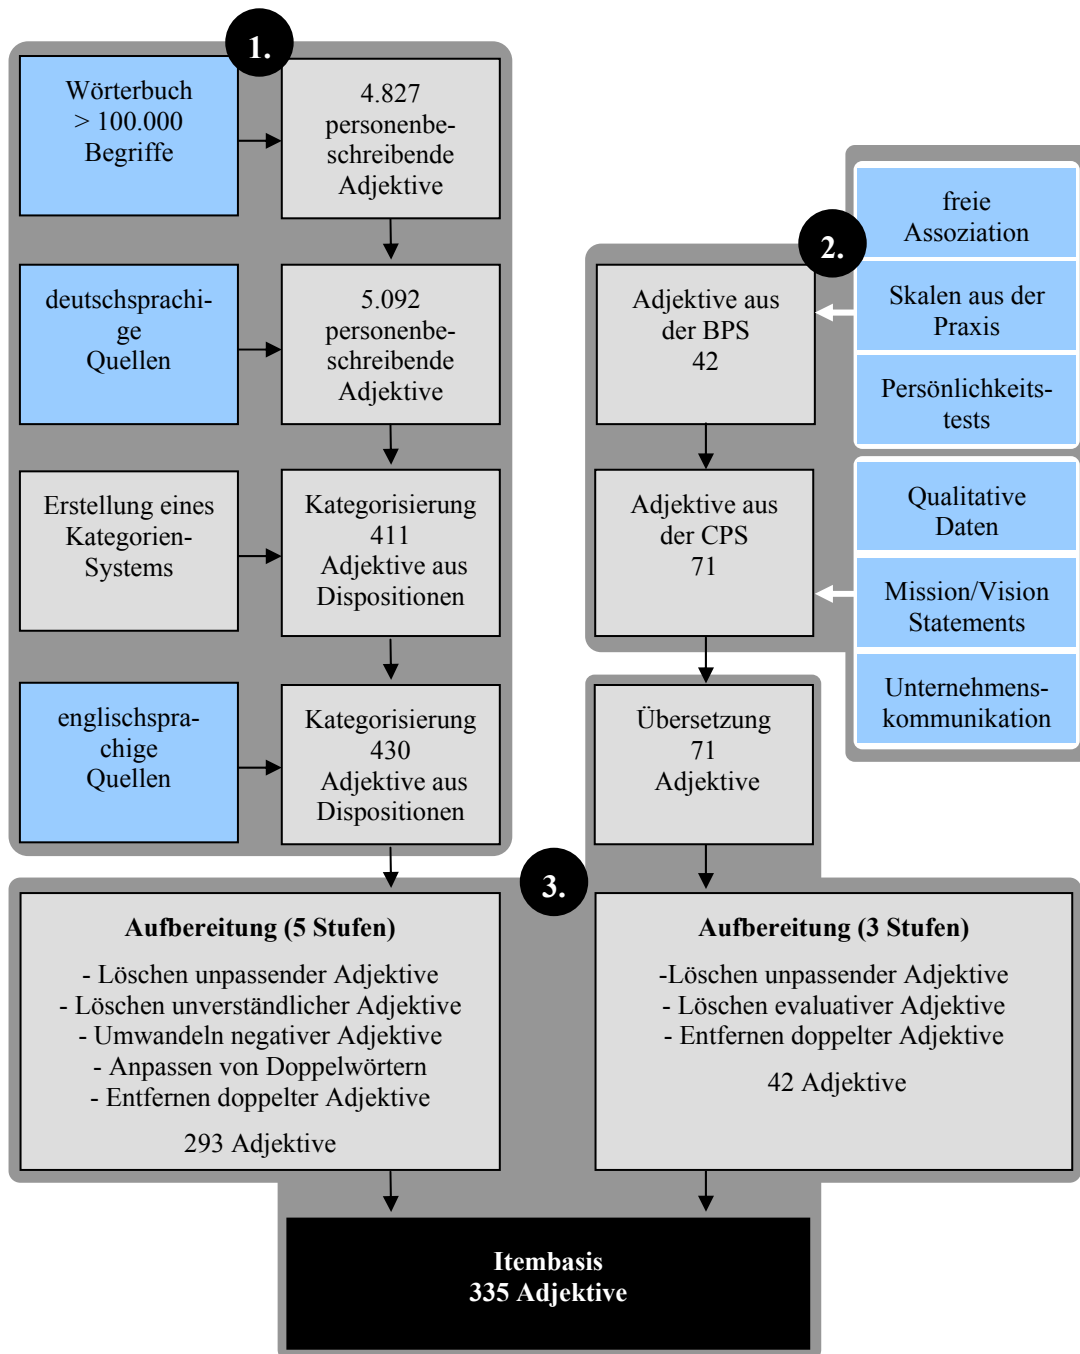 1.
Wörterbuch
> 100.000
Begriffe
4.827
personenbe-
schreibende
Adjektive
deutschsprachi-
ge
Quellen
5.092
personenbe-
schreibende
Adjektive
Erstellung eines
Kategorien-
Systems
Kategorisierung
411
Adjektive aus
Dispositionen
englischspra-
chige
Quellen
Kategorisierung
430
Adjektive aus
Dispositionen
2.
freie
Assoziation
Skalen aus der
Praxis
Persönlichkeits-
tests
Adjektive aus
der BPS
42
Adjektive aus
der CPS
71
Qualitative
Daten
Mission/Vision
Statements
Unternehmens-
kommunikation
Übersetzung
71
Adjektive
3.
Aufbereitung (5 Stufen)
- Löschen unpassender Adjektive
- Löschen unverständlicher Adjektive
- Umwandeln negativer Adjektive
- Anpassen von Doppelwörtern
- Entfernen doppelter Adjektive
293 Adjektive
Aufbereitung (3 Stufen)
-Löschen unpassender Adjektive
- Löschen evaluativer Adjektive
- Entfernen doppelter Adjektive
42 Adjektive
Itembasis
335 Adjektive